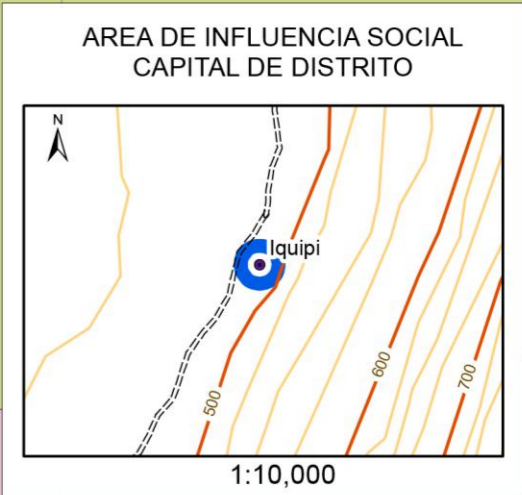 AREA DE INFLUENCIA SOCIAL
CAPITAL DE DISTRITO
N
Iquipi
500
600
700
1:10,000